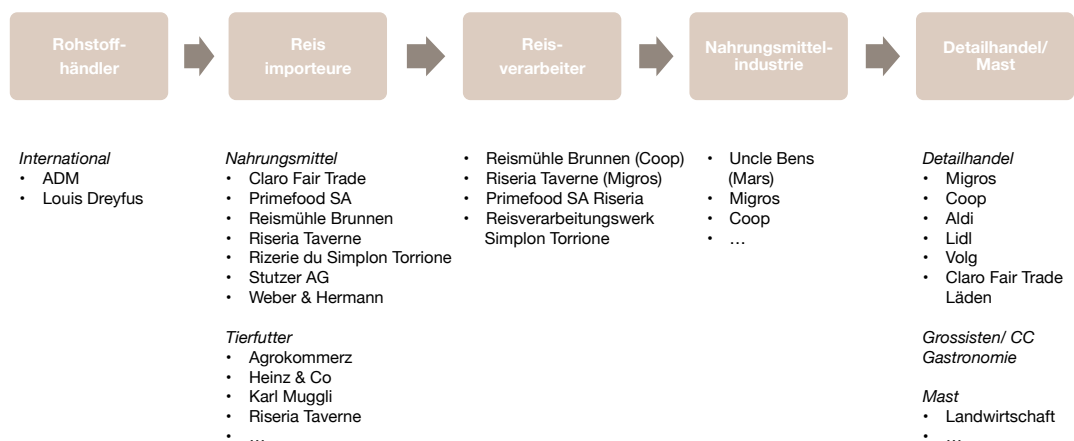 Rohstoff-
händler
Reis
importeure
Reis-
verarbeiter
Nahrungsmittel-
industrie
Detailhandel/
Mast
International
• ADM
• Louis Dreyfus
Nahrungsmittel
• Claro Fair Trade
• Primefood SA
• Reismühle Brunnen
• Riseria Taverne
• Rizerie du Simplon Torrione
• Stutzer AG
• Weber & Hermann
Tierfutter
• Agrokommerz
• Heinz & Co
• Karl Muggli
• Riseria Taverne
• …
• Reismühle Brunnen (Coop)
• Riseria Taverne (Migros)
• Primefood SA Riseria
• Reisverarbeitungswerk
Simplon Torrione
• Uncle Bens
(Mars)
• Migros
• Coop
• …
Detailhandel
• Migros
• Coop
• Aldi
• Lidl
• Volg
• Claro Fair Trade
Läden
Grossisten/ CC
Gastronomie
Mast
• Landwirtschaft
• …